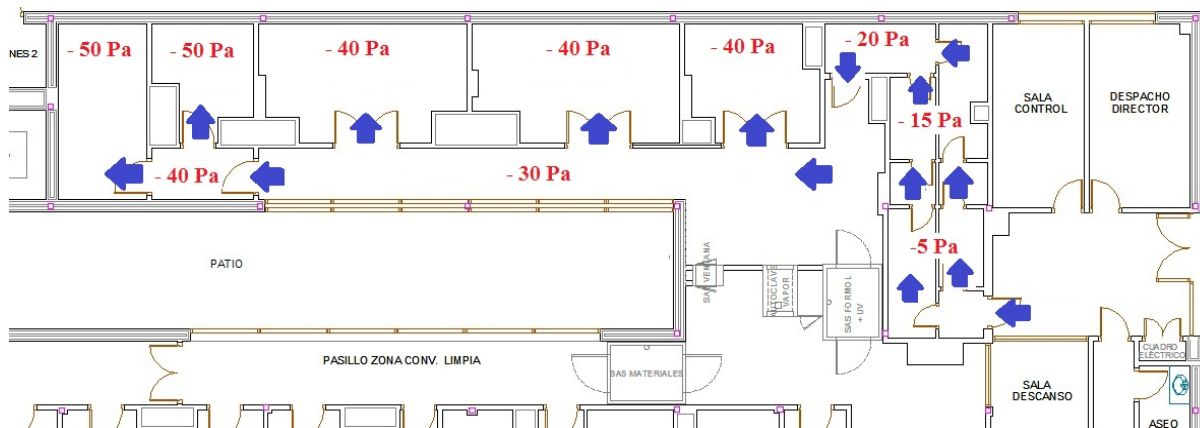 NES 2
- 50 Pa
- 50 Pa
- 40 Pa
- 40 Pa
- 40 Pa
- 20 Pa
SALA
CONTROL
DESPACHO
DIRECTOR
- 15 Pa
- 40 Pa
- 30 Pa
-5 Pa
PATIO
SAS VENTANA
AUTOCLAVE
VAPOR
SAS FORMOL
+ UV
PASILLO ZONA CONV. LIMPIA
SAS MATERIALES
CUADRO
ELÉCTRICO
SALA
DESCANSO
ASEO